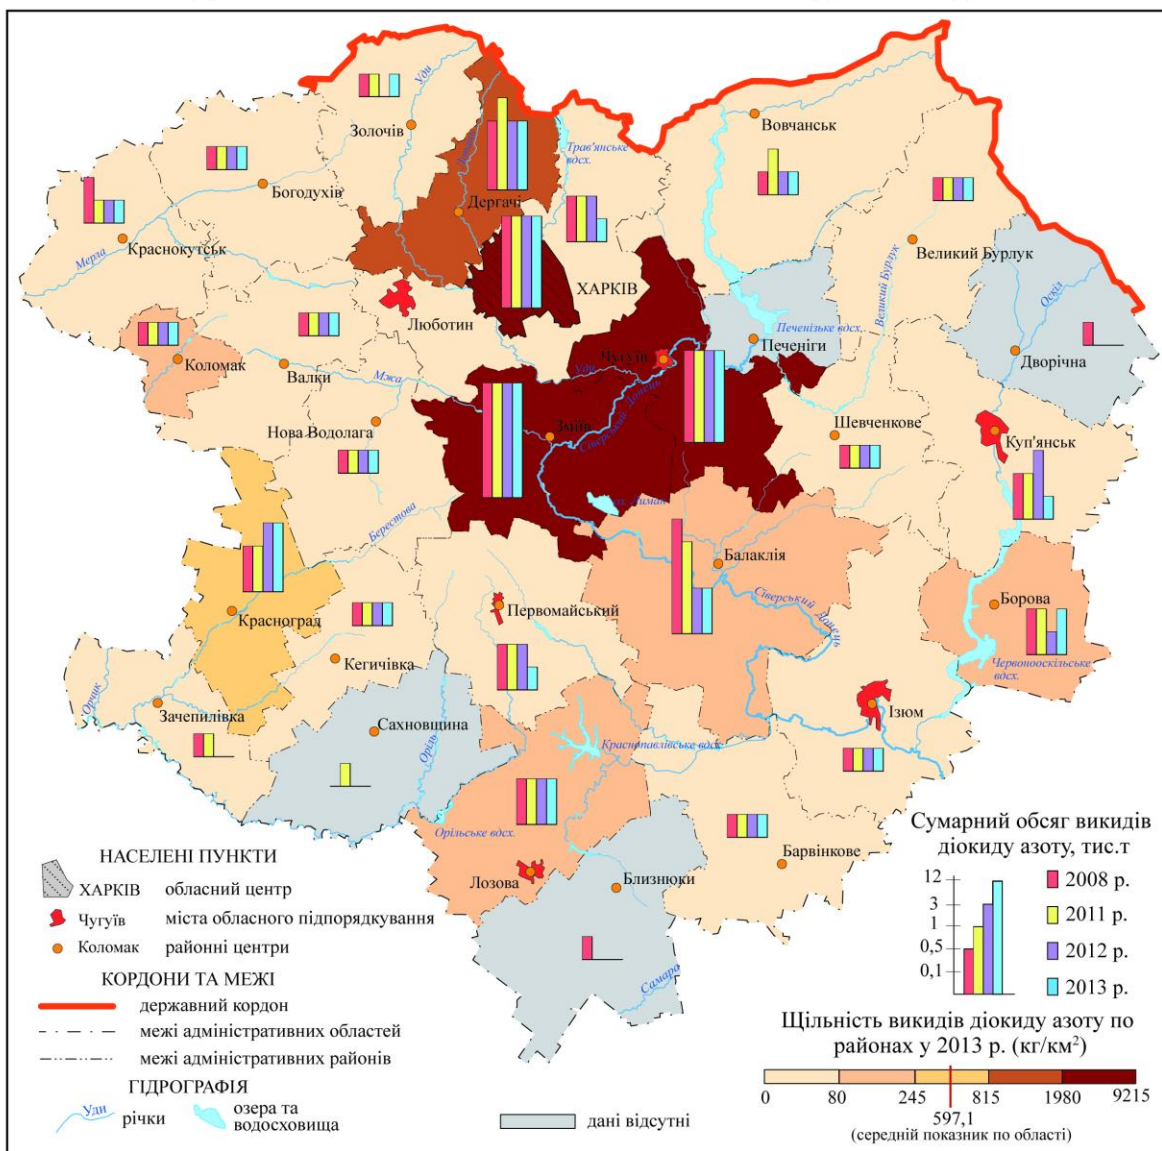 Уди
Золочів
Вовчанськ
Трав'янське
вдсх.
Богодухів
Дергачі
Великий Бурлук
Краснокутськ
Мерла
ХАРКІВ
Великий Бурлук
Оскіл
Люботин
Печенізьке вдсх.
Печеніги
Дворічна
Коломак
Валки
Мжа
Уди
Чугуїв
Сіверський Донець
Нова Водолага
Зміїв
Шевченкове
Куп'янськ
оз. Лиман
Берестова
Балаклія
Сіверський Донець
Борова
Красноград
Первомайський
Кегичівка
Червонооскільське
вдсх.
Орчик
Зачепилівка
Ізюм
Сахновщина
Оріль
Краснопавлівське вдсх.
Орільське вдсх.
Барвінкове
Лозова
Близнюки
Самара
НАСЕЛЕНІ ПУНКТИ
ХАРКІВ обласний центр
Чугуїв міста обласного підпорядкування
Коломак районні центри
КОРДОНИ ТА МЕЖІ
державний кордон
межі адміністративних областей
межі адміністративних районів
ГІДРОГРАФІЯ
Уди річки
озера та
водосховища
дані відсутні
Сумарний обсяг викидів
діокиду азоту, тис.т
12
3
1
0,5
0,1
2008 р.
2011 р.
2012 р.
2013 р.
Щільність викидів діокиду азоту по
районах у 2013 р. (кг/км²)
0 80 245 815 1980 9215
597,1
(середній показник по області)